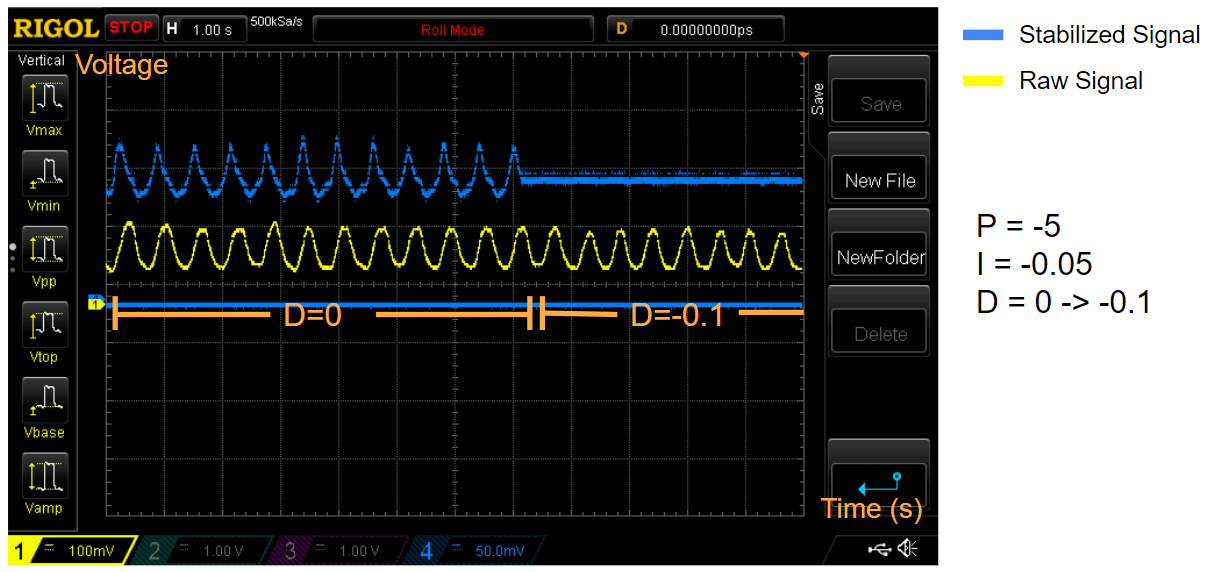 RIGOL STOP H 1.00 s 500kSa/s Roll Mode D 0.00000000ps
Stabilized Signal
Raw Signal
Vertical
Voltage
Vmax
Vmin
Vpp
Vtop
Vbase
Vamp
Save
Save
New File
NewFolder
Delete
P = -5
I = -0.05
D = 0 -> -0.1
1
D=0
D=-0.1
Time (s)
1 100mV 2 1.00 V 3 1.00 V 4 50.0mV